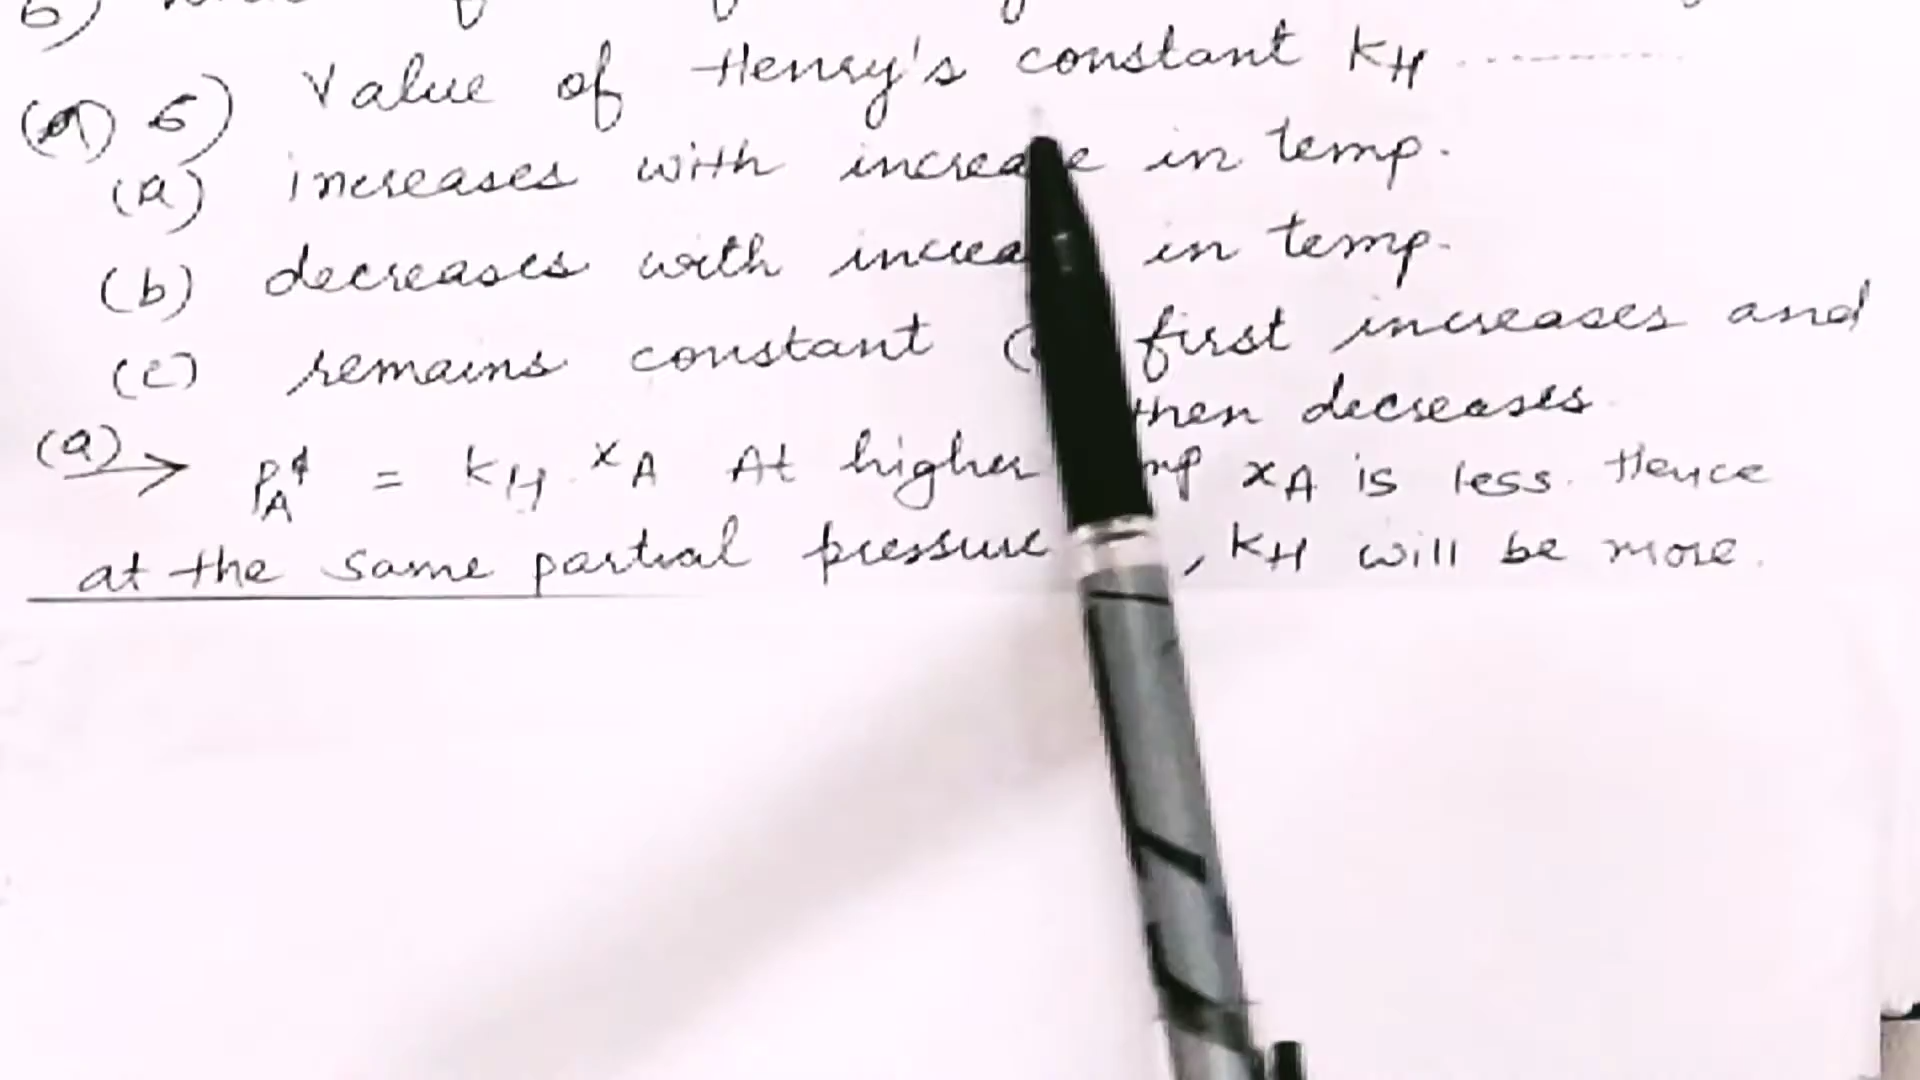 5) Value of Henry's constant KH ............
(a) increases with increase in temp.
(b) decreases with increa in temp.
(c) remains constant ( first increases and
then decreases.
(a) → PA = KH . xA At higher xA is less. Hence
at the same partial pressure , KH will be more.